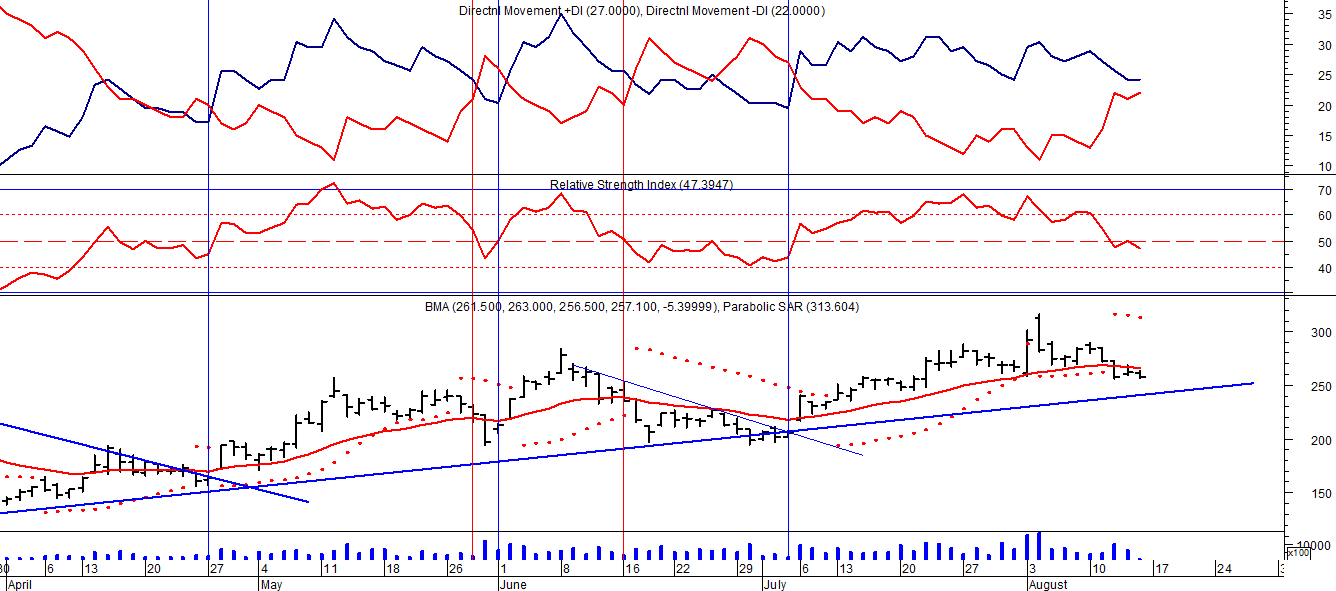 Directnl Movement +DI (27.0000), Directnl Movement -DI (22.0000)
35
30
25
20
15
10
Relative Strength Index (47.3947)
70
60
50
40
BMA (261.500, 263.000, 256.500, 257.100, -5.39999), Parabolic SAR (313.604)
300
250
200
150
10000
x100
30 6 13 20 27 4 11 18 26 1 8 16 22 29 6 13 20 27 3 10 17 24 3
April May June July August